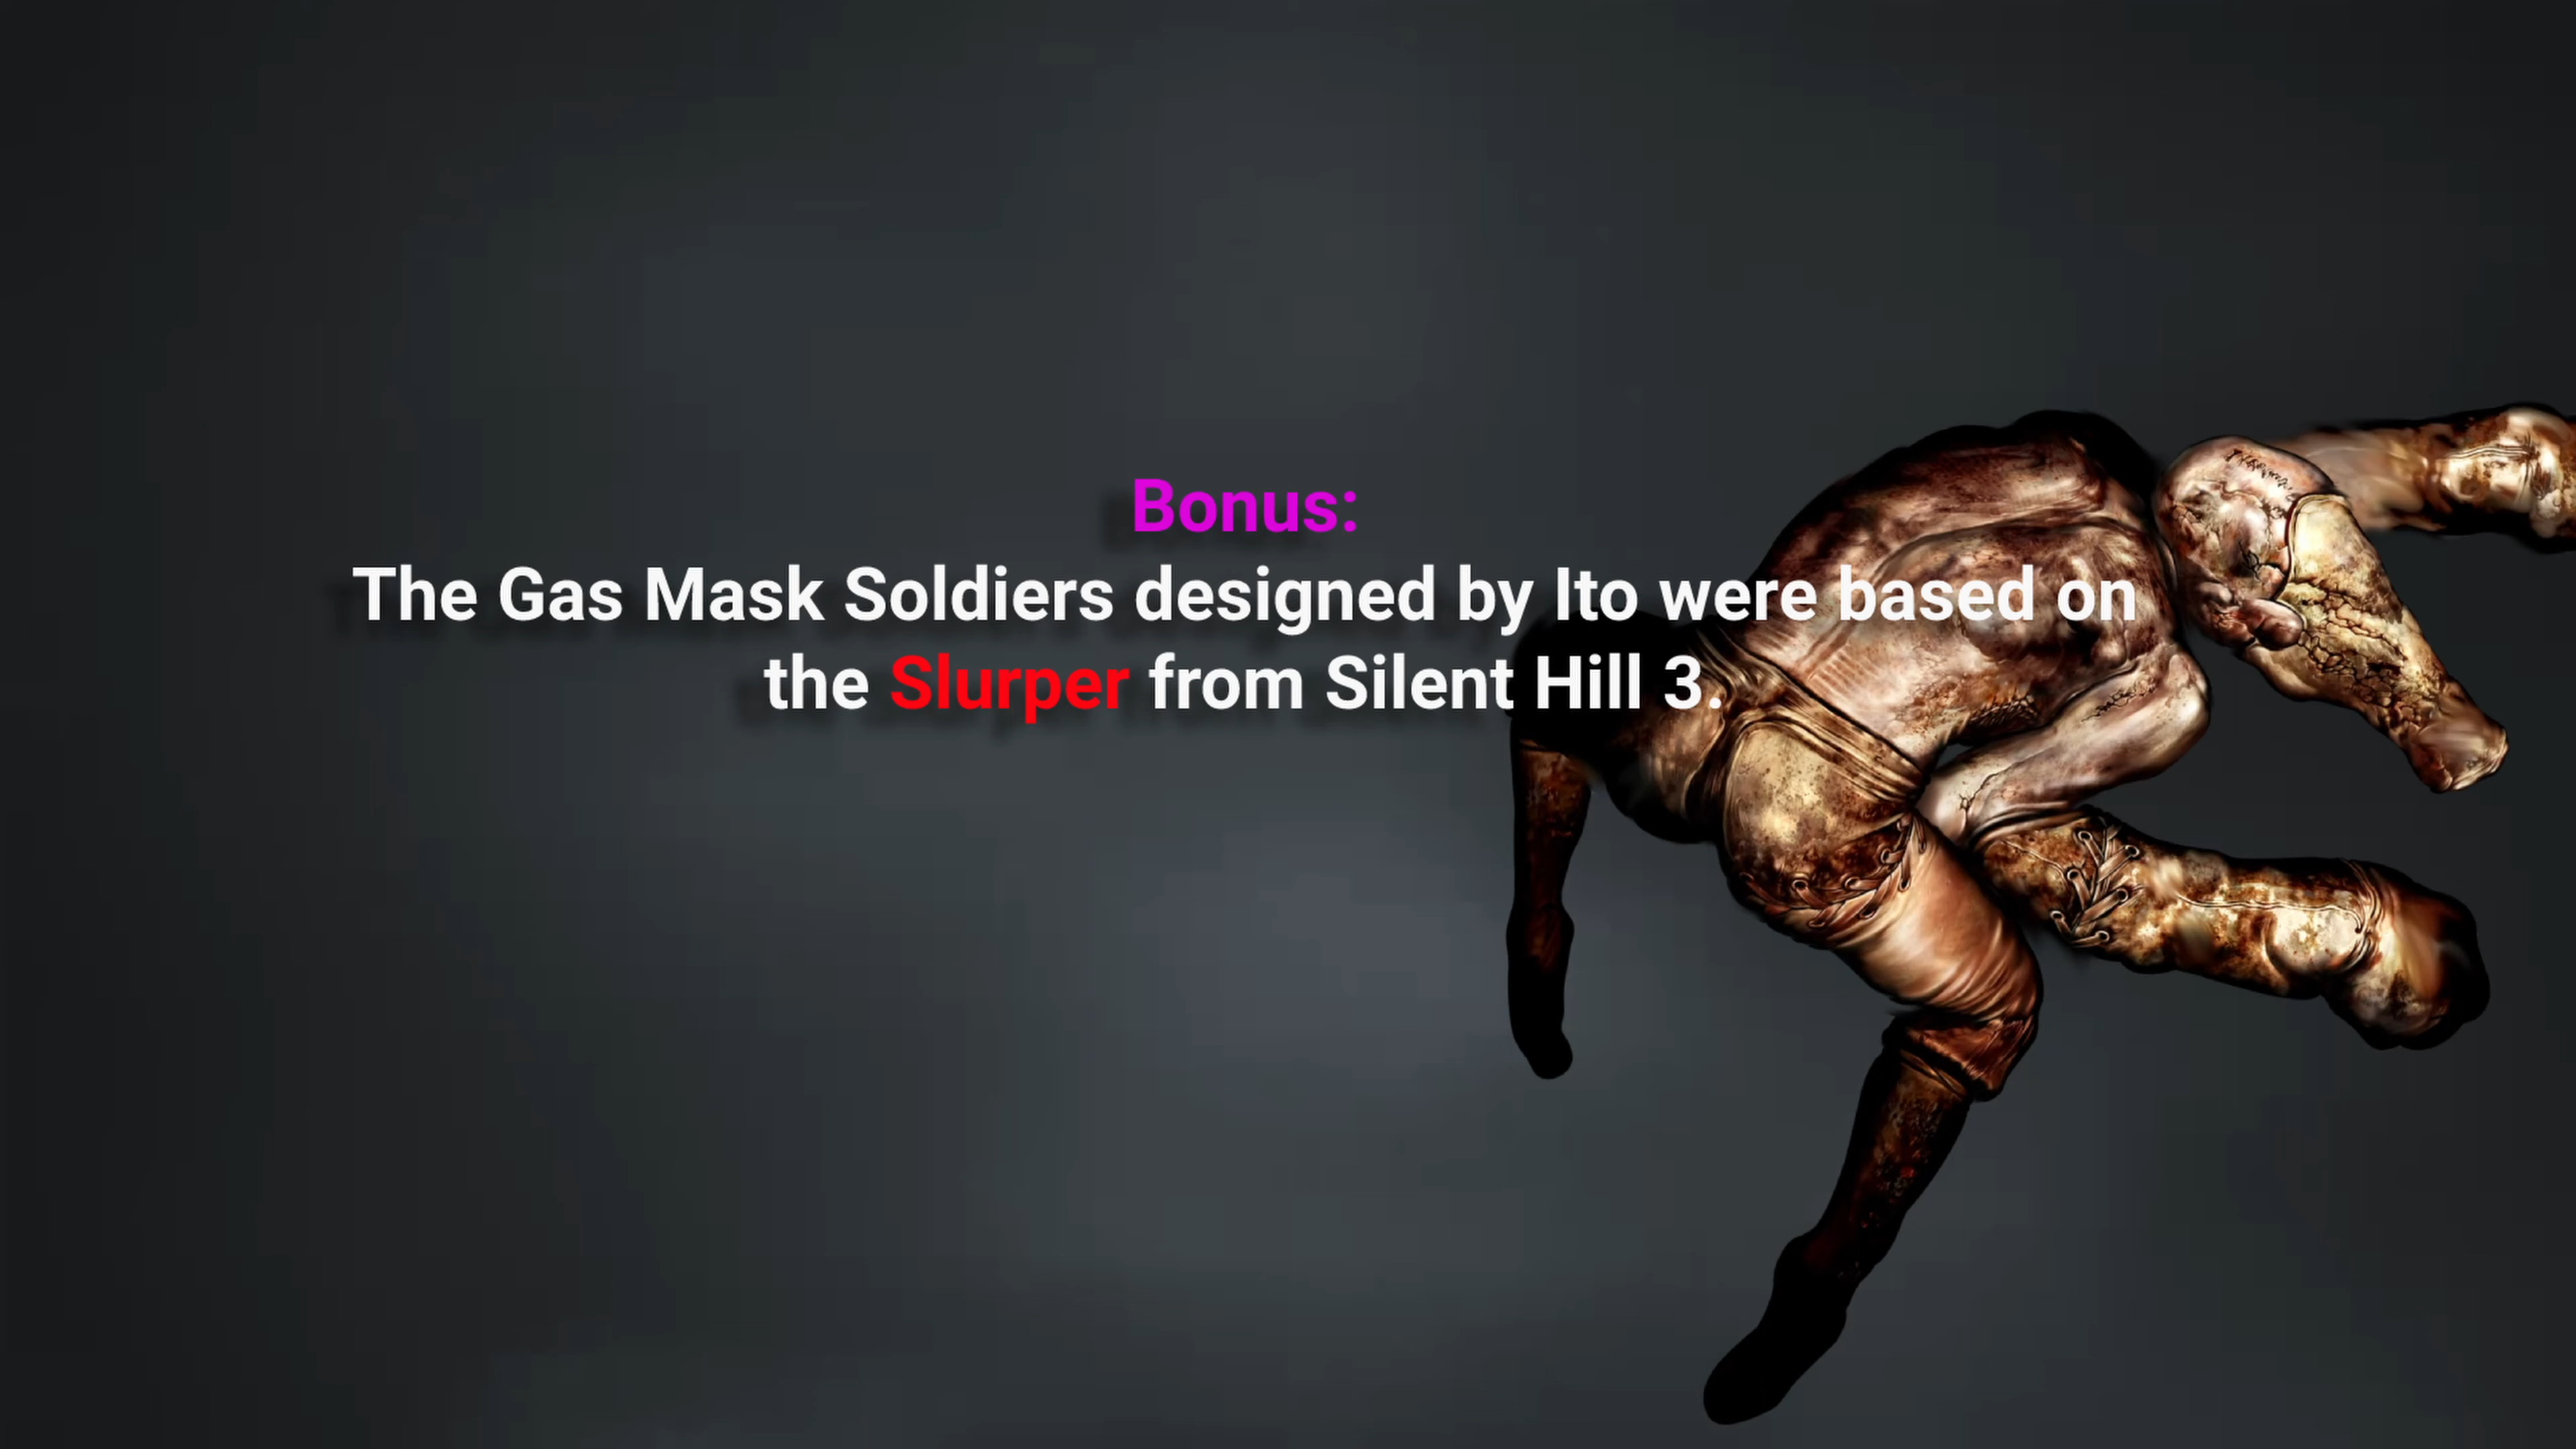 Bonus:
The Gas Mask Soldiers designed by Ito were based on
the Slurper from Silent Hill 3.